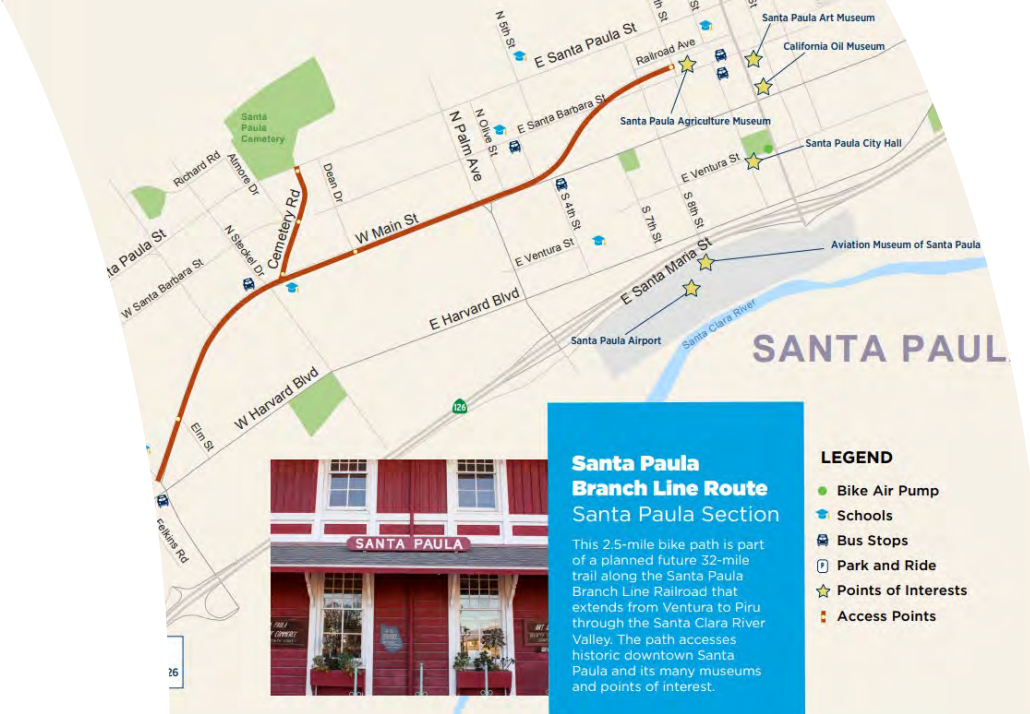 N 5th St
E Santa Paula St
th St
St
Railroad Ave
Santa Paula Art Museum
California Oil Museum
Santa
Paula
Cemetery
N Palm Ave
N Olive St
E Santa Barbara St
Santa Paula Agriculture Museum
Santa Paula City Hall
E Ventura St
Richard Rd
Atmore Dr
Dean Dr
Cemetery Rd
W Main St
S 4th St
S 7th St
S 8th St
ta Paula St
N Steckel Dr
W Santa Barbara St
E Ventura St
E Santa Maria St
Aviation Museum of Santa Paula
E Harvard Blvd
Santa Clara River
Santa Paula Airport
SANTA PAUL
W Harvard Blvd
126
Elm St
Felkins Rd
26
SANTA PAULA
Santa Paula
Branch Line Route
Santa Paula Section
This 2.5-mile bike path is part
of a planned future 32-mile
trail along the Santa Paula
Branch Line Railroad that
extends from Ventura to Piru
through the Santa Clara River
Valley. The path accesses
historic downtown Santa
Paula and its many museums
and points of interest.
LEGEND
Bike Air Pump
Schools
Bus Stops
P
Park and Ride
Points of Interests
Access Points